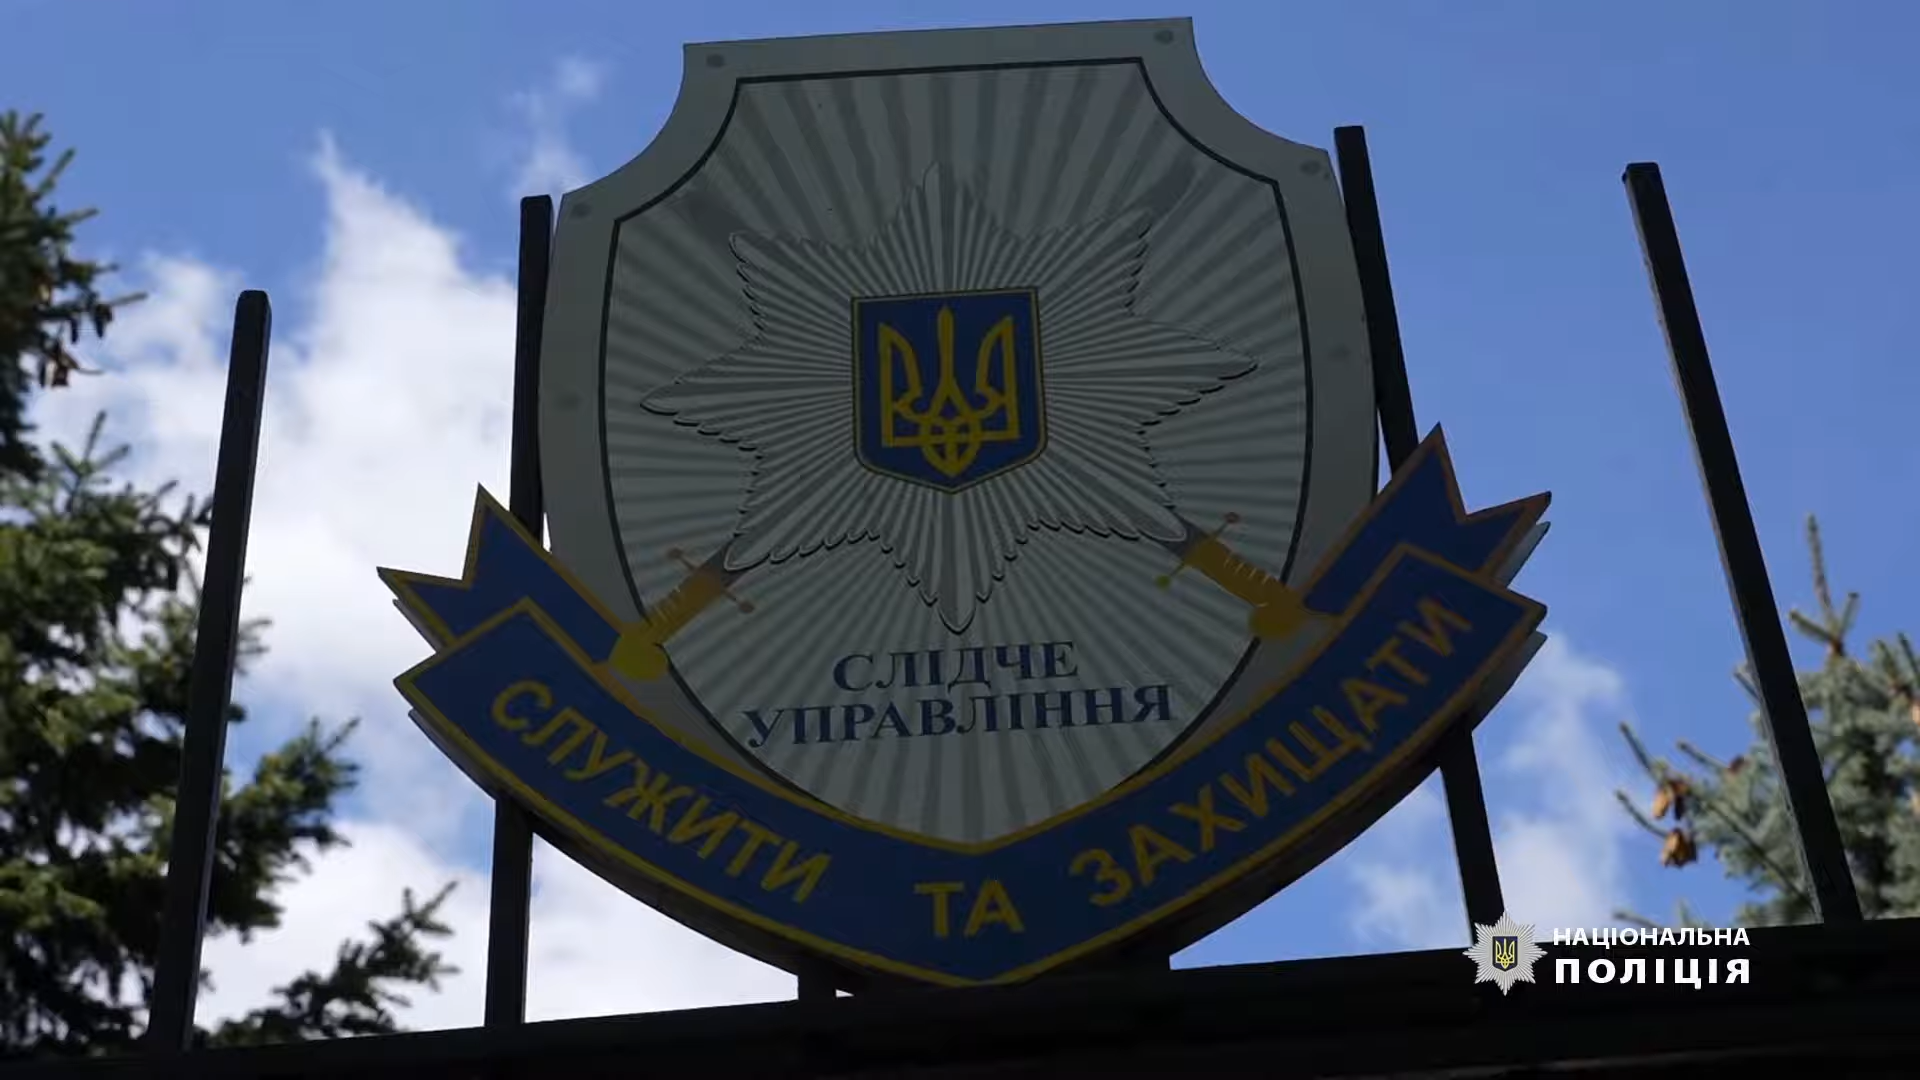 СЛІДЧЕ
УПРАВЛІННЯ
СЛУЖИТИ ТА ЗАХИЩАТИ
НАЦІОНАЛЬНА
ПОЛІЦІЯ